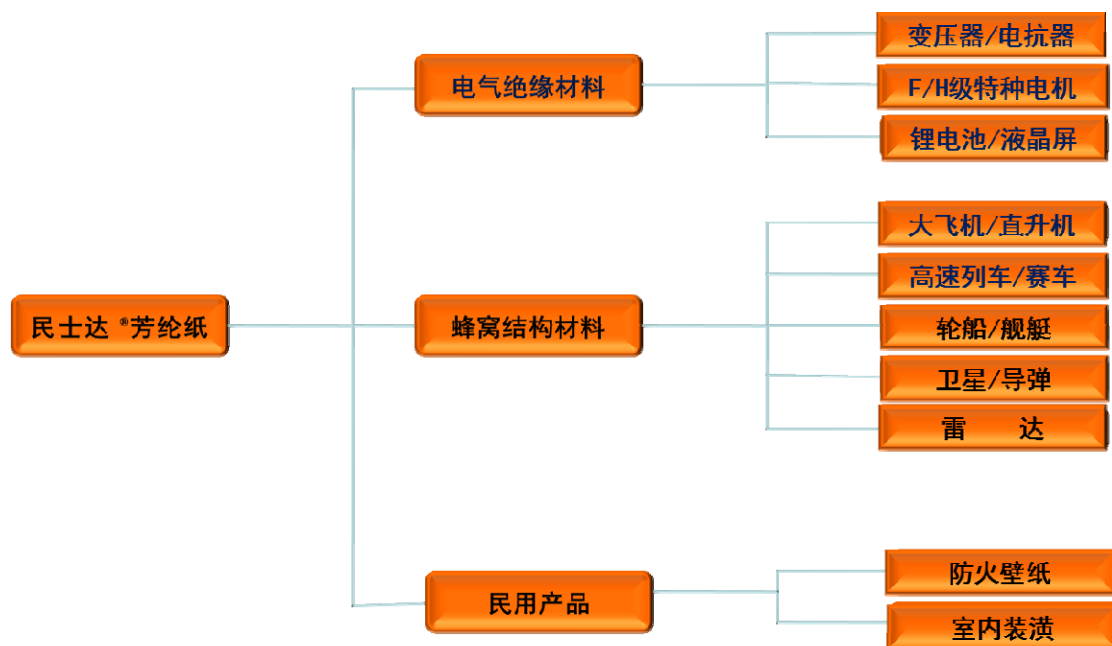 民士达 ®芳纶纸
电气绝缘材料
变压器/电抗器
F/H级特种电机
锂电池/液晶屏
蜂窝结构材料
大飞机/直升机
高速列车/赛车
轮船/舰艇
卫星/导弹
雷 达
民用产品
防火壁纸
室内装潢